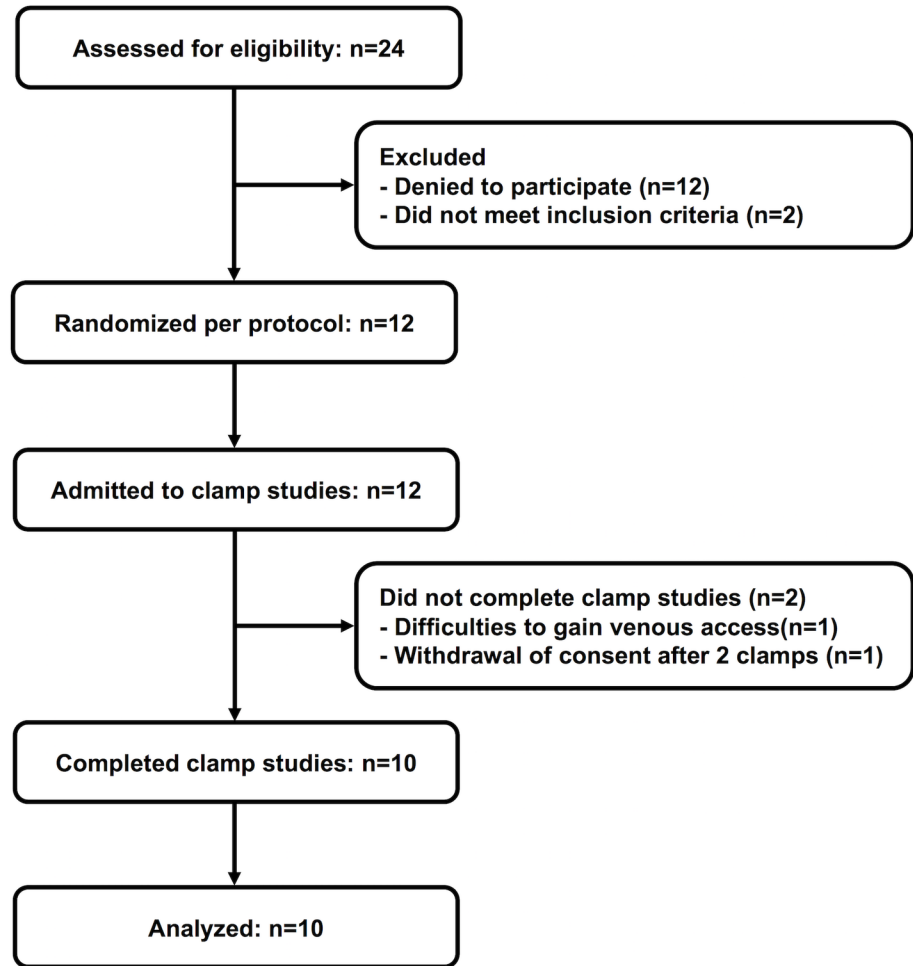 Assessed for eligibility: n=24
Excluded
- Denied to participate (n=12)
- Did not meet inclusion criteria (n=2)
Randomized per protocol: n=12
Admitted to clamp studies: n=12
Did not complete clamp studies (n=2)
- Difficulties to gain venous access(n=1)
- Withdrawal of consent after 2 clamps (n=1)
Completed clamp studies: n=10
Analyzed: n=10